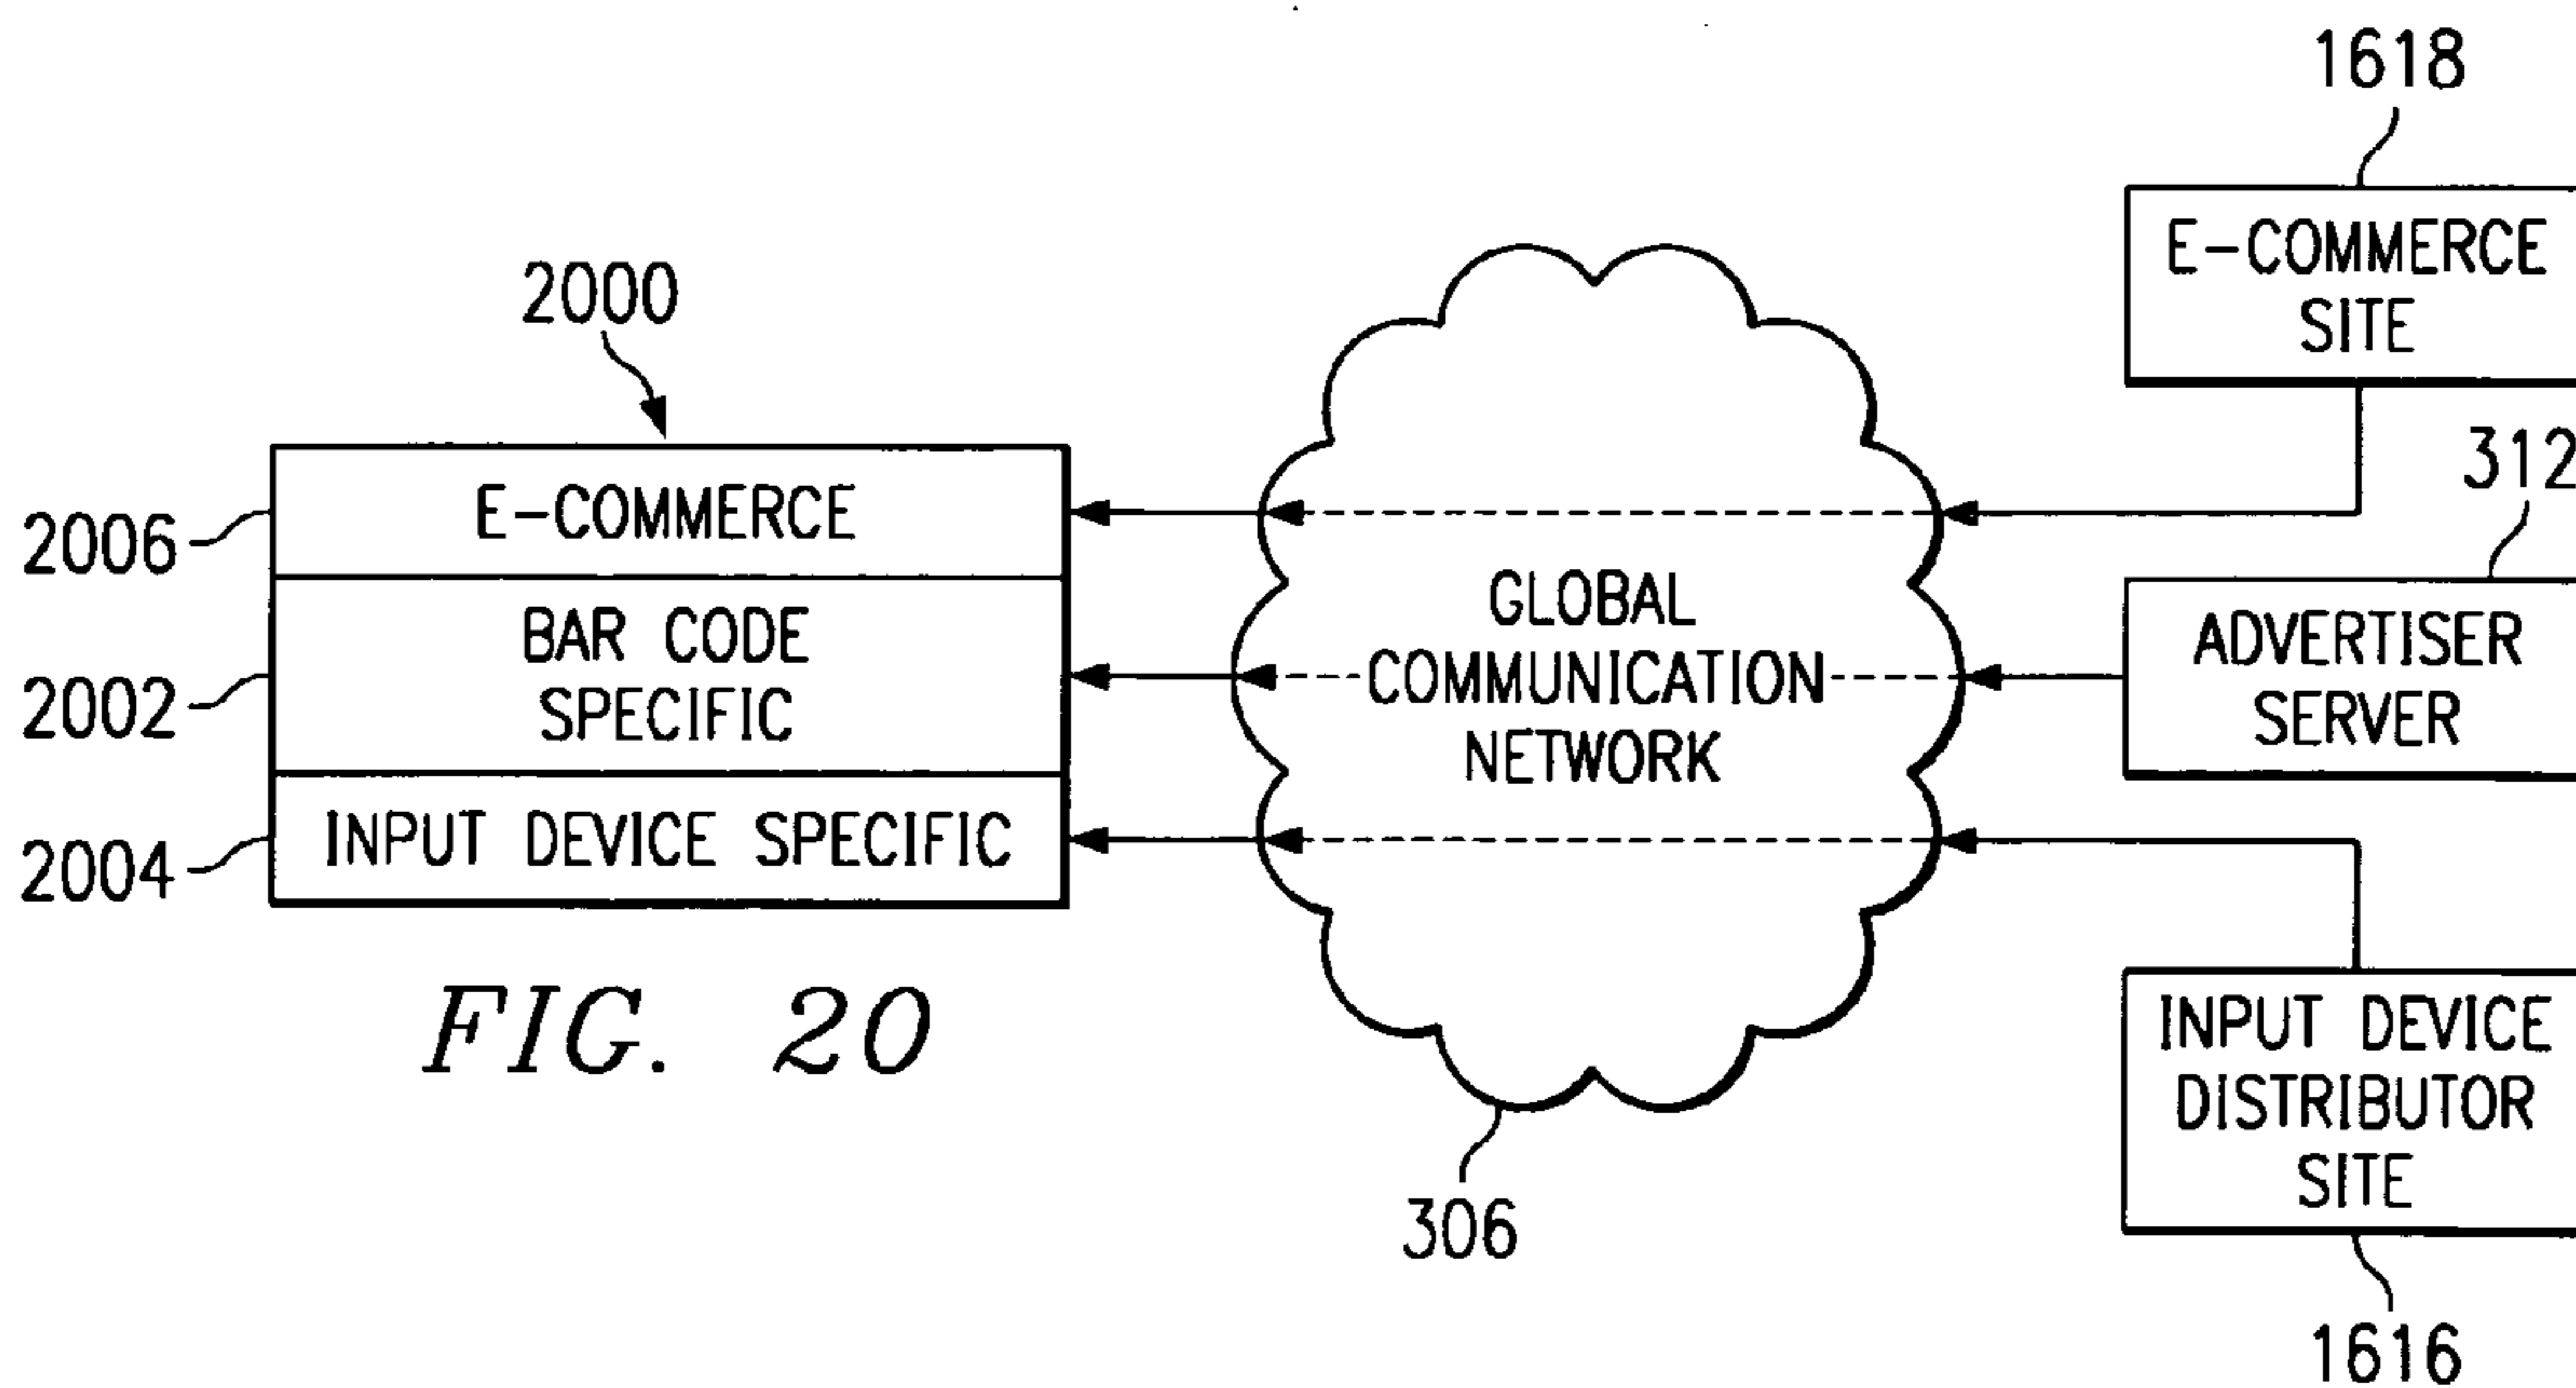 1618
E-COMMERCE
SITE
2000
312
2006
E-COMMERCE
2002
BAR CODE
SPECIFIC
GLOBAL
COMMUNICATION
NETWORK
ADVERTISER
SERVER
2004
INPUT DEVICE SPECIFIC
FIG. 20
INPUT DEVICE
DISTRIBUTOR
SITE
306
1616